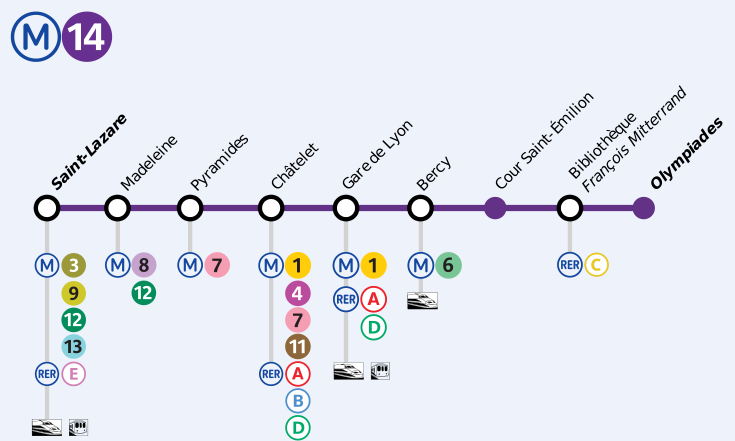 M 14
Saint-Lazare
Madeleine
Pyramides
Châtelet
Gare de Lyon
Bercy
Cour Saint-Émilion
Bibliothèque
François Mitterrand
Olympiades
M 3
9
12
13
RER E
M 8
12
M 7
M 1
4
7
11
RER A
B
D
M 1
RER A
D
M 6
RER C